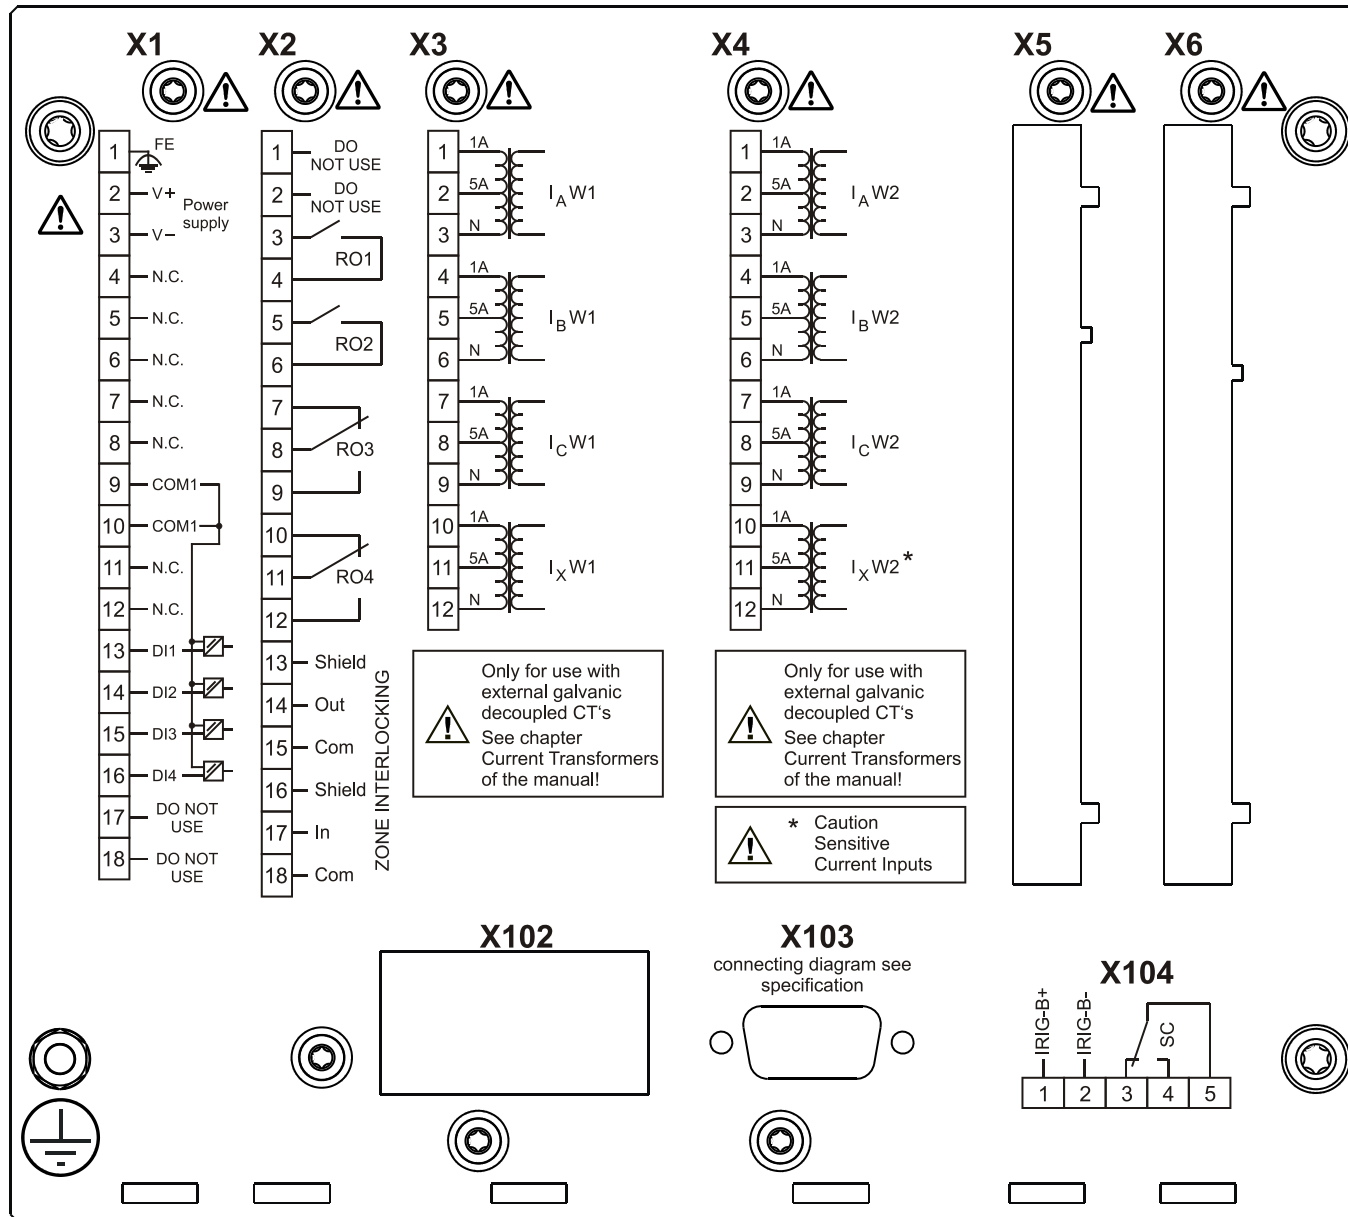 X1
X2
X3
X4
X5
X6
1 FE
2 V+
Power
supply
3 V–
4 N.C.
5 N.C.
6 N.C.
7 N.C.
8 N.C.
9 COM1
10 COM1
11 N.C.
12 N.C.
13 DI1
14 DI2
15 DI3
16 DI4
17 DO NOT
USE
18 DO NOT
USE
1 DO
NOT USE
2 DO
NOT USE
3
RO1
4
5
RO2
6
7
8 RO3
9
10
11 RO4
12
13 Shield
14 Out
15 Com
16 Shield
17 In
18 Com
ZONE INTERLOCKING
1 1A
2 5A IA W1
3 N
4 1A
5 5A IB W1
6 N
7 1A
8 5A IC W1
9 N
10 1A
11 5A IX W1
12 N
Only for use with
external galvanic
decoupled CT‘s
See chapter
Current Transformers
of the manual!
1 1A
2 5A IA W2
3 N
4 1A
5 5A IB W2
6 N
7 1A
8 5A IC W2
9 N
10 1A
11 5A IX W2 *
12 N
Only for use with
external galvanic
decoupled CT‘s
See chapter
Current Transformers
of the manual!
* Caution
Sensitive
Current Inputs
X102
X103
connecting diagram see
specification
X104
IRIG-B+
IRIG-B-
SC
1 2 3 4 5